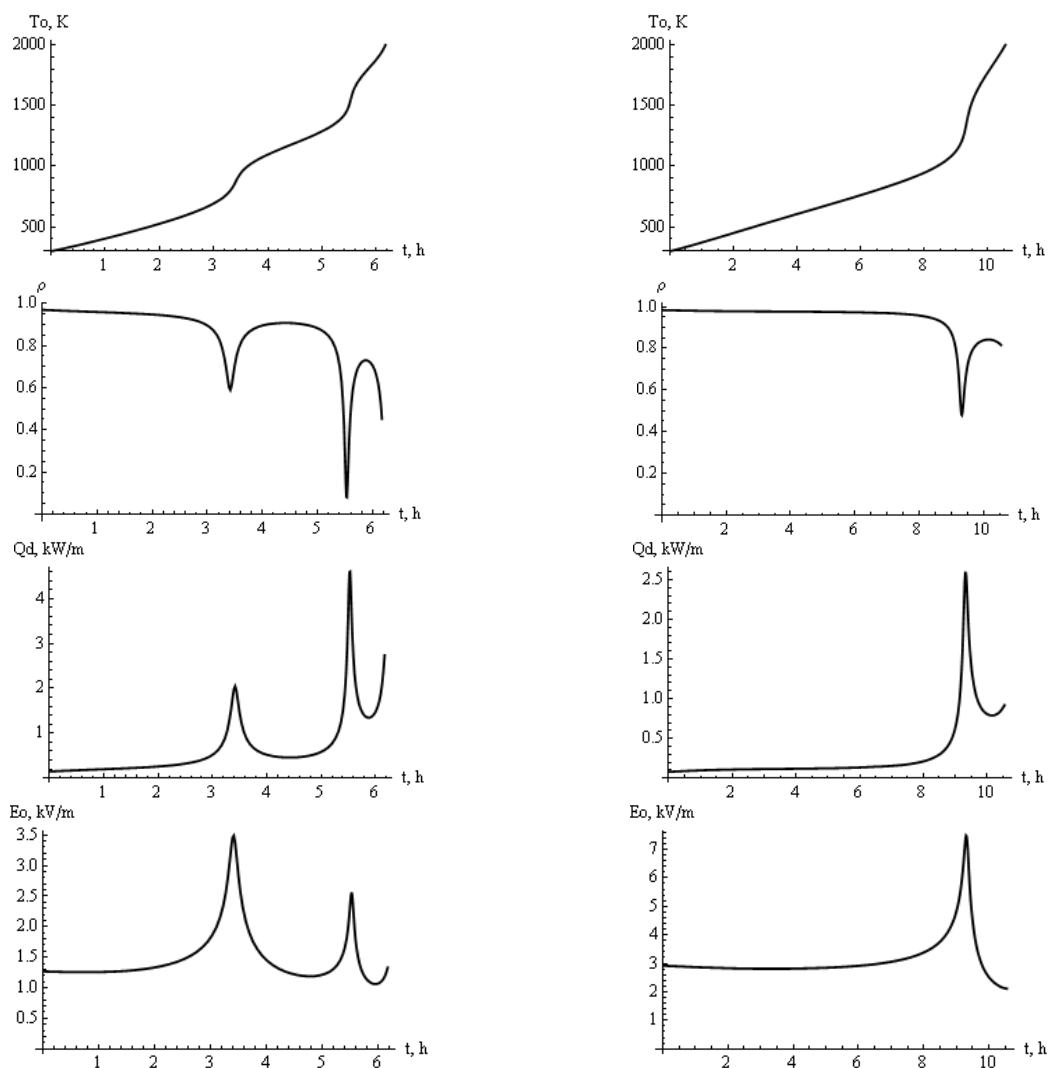 To, K
2000
1500
1000
500
1 2 3 4 5 6 t, h
To, K
2000
1500
1000
500
2 4 6 8 10 t, h
ρ
1.0
0.8
0.6
0.4
0.2
1 2 3 4 5 6 t, h
ρ
1.0
0.8
0.6
0.4
0.2
2 4 6 8 10 t, h
Qd, kW/m
4
3
2
1
1 2 3 4 5 6 t, h
Qd, kW/m
2.5
2.0
1.5
1.0
0.5
2 4 6 8 10 t, h
Eo, kV/m
3.5
3.0
2.5
2.0
1.5
1.0
0.5
1 2 3 4 5 6 t, h
Eo, kV/m
7
6
5
4
3
2
1
2 4 6 8 10 t, h